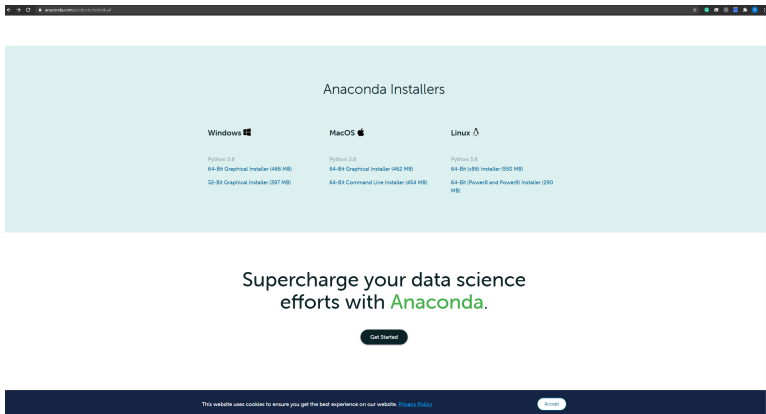 anaconda.com/products/individual
Anaconda Installers
Windows
MacOS
Linux
Python 3.8
Python 3.8
Python 3.8
64-Bit Graphical Installer (466 MB)
64-Bit Graphical Installer (462 MB)
64-Bit (x86) Installer (550 MB)
32-Bit Graphical Installer (397 MB)
64-Bit Command Line Installer (454 MB)
64-Bit (Power8 and Power9) Installer (290
MB)
Supercharge your data science
efforts with Anaconda.
Get Started
This website uses cookies to ensure you get the best experience on our website. Privacy Policy
Accept